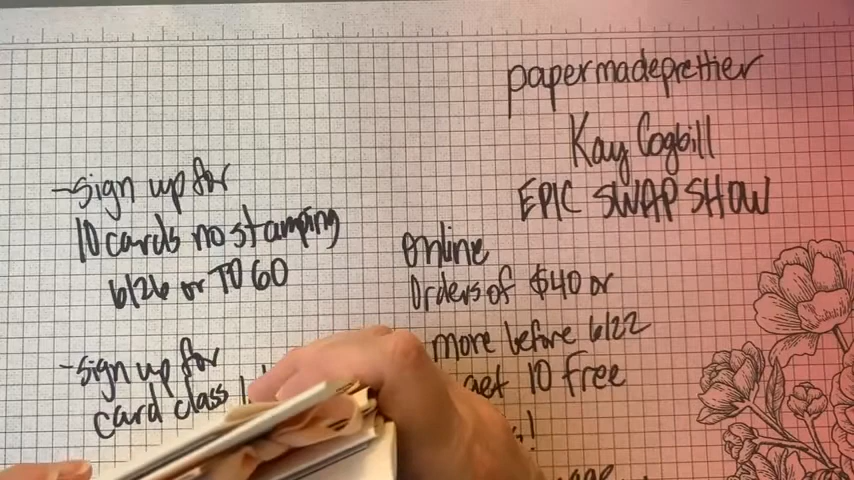 papermadeprettier
Kay Cogbill
EPIC SWAP SHOW
-sign up for
10 cards no stamping
6/26 or TO GO
-sign up for
card class
online
Orders of $40 or
more before 6/22
get 10 free